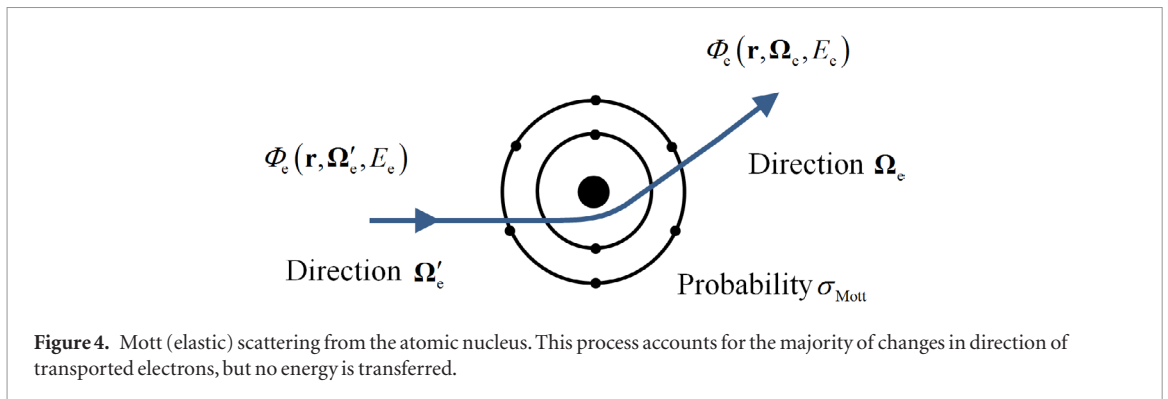 Φₑ(r, Ωₑ, Eₑ)
Φₑ(r, Ω′ₑ, Eₑ)
Direction Ωₑ
Direction Ω′ₑ
Probability σ_Mott
Figure 4. Mott (elastic) scattering from the atomic nucleus. This process accounts for the majority of changes in direction of
transported electrons, but no energy is transferred.